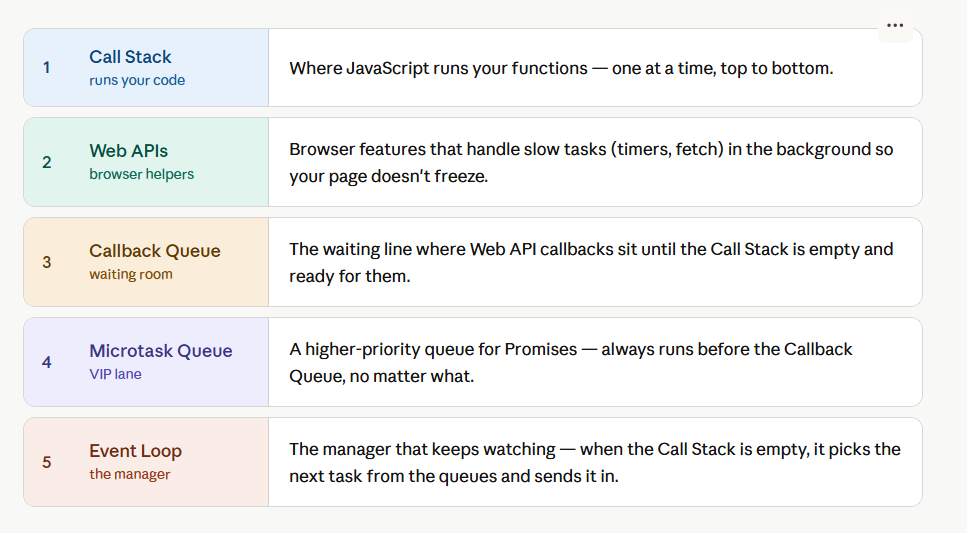 1
Call Stack
runs your code
Where JavaScript runs your functions — one at a time, top to bottom.
2
Web APIs
browser helpers
Browser features that handle slow tasks (timers, fetch) in the background so
your page doesn't freeze.
3
Callback Queue
waiting room
The waiting line where Web API callbacks sit until the Call Stack is empty and
ready for them.
4
Microtask Queue
VIP lane
A higher-priority queue for Promises — always runs before the Callback
Queue, no matter what.
5
Event Loop
the manager
The manager that keeps watching — when the Call Stack is empty, it picks the
next task from the queues and sends it in.